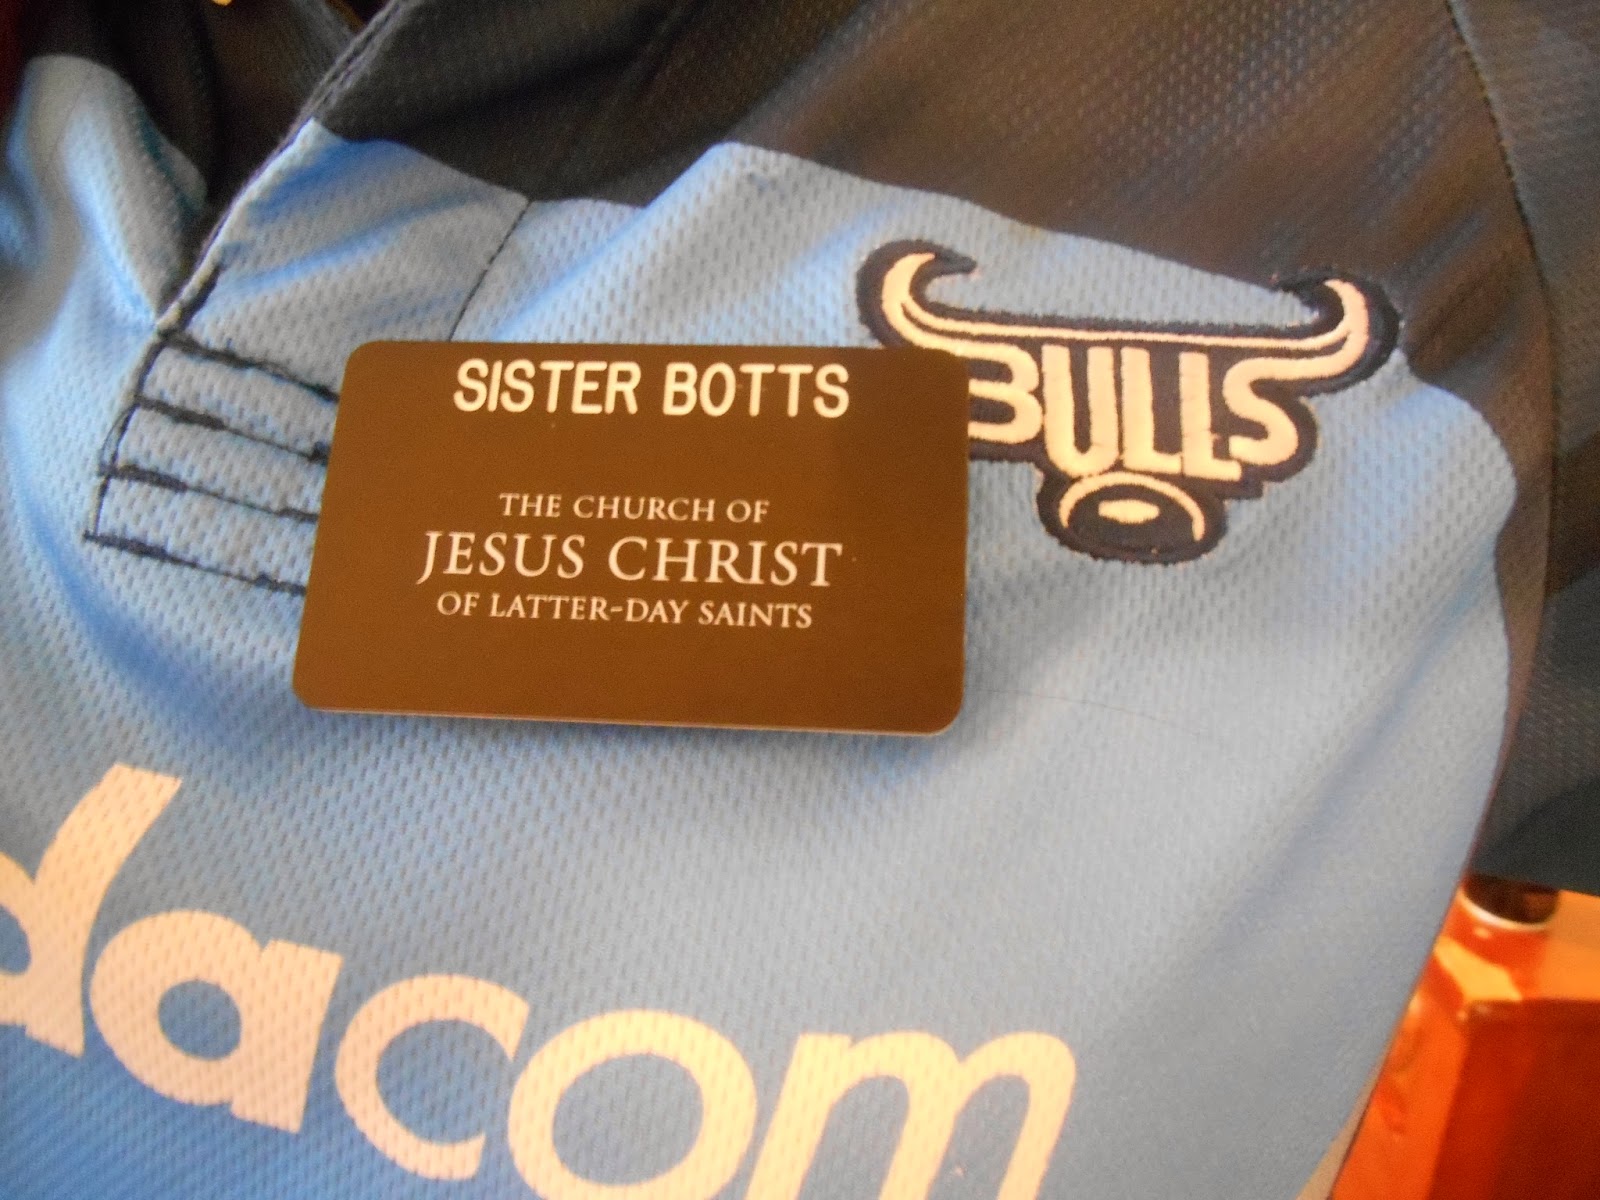 BULLS
SISTER BOTTS
THE CHURCH OF
JESUS CHRIST
OF LATTER-DAY SAINTS
dacom